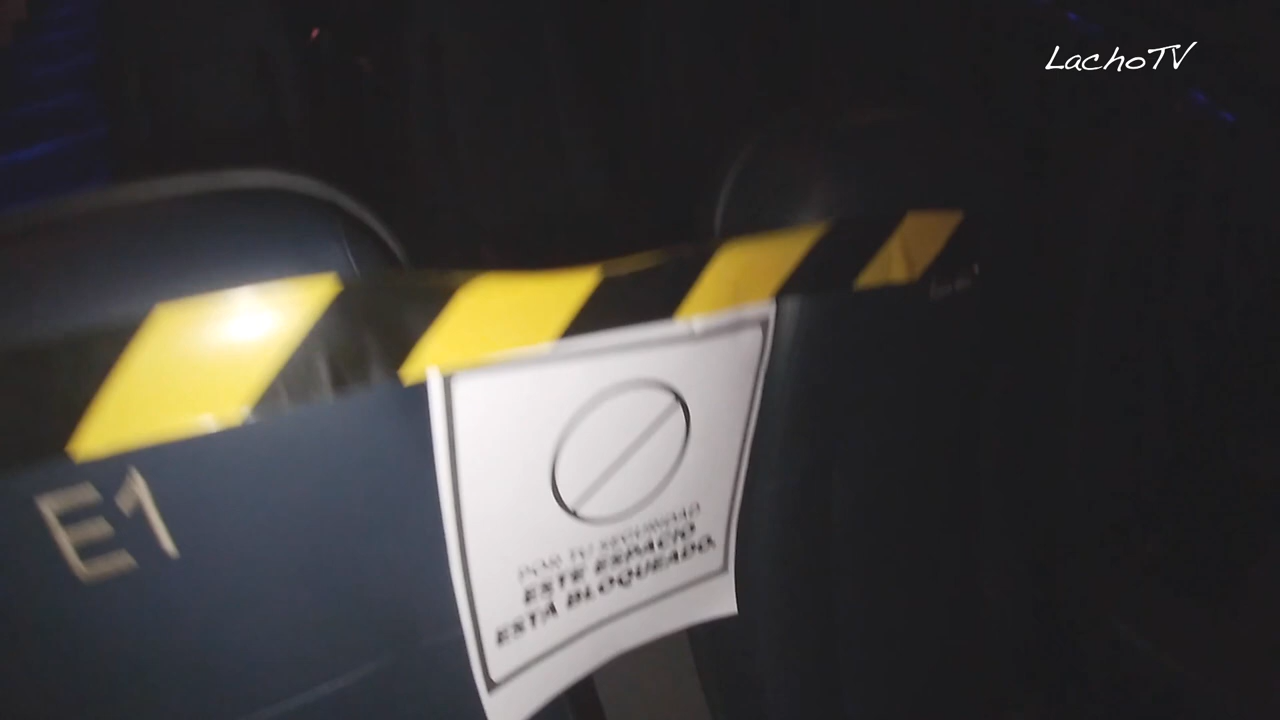 LachoTV
E1
POR TU SEGURIDAD
ESTE ESPACIO
ESTÁ BLOQUEADO